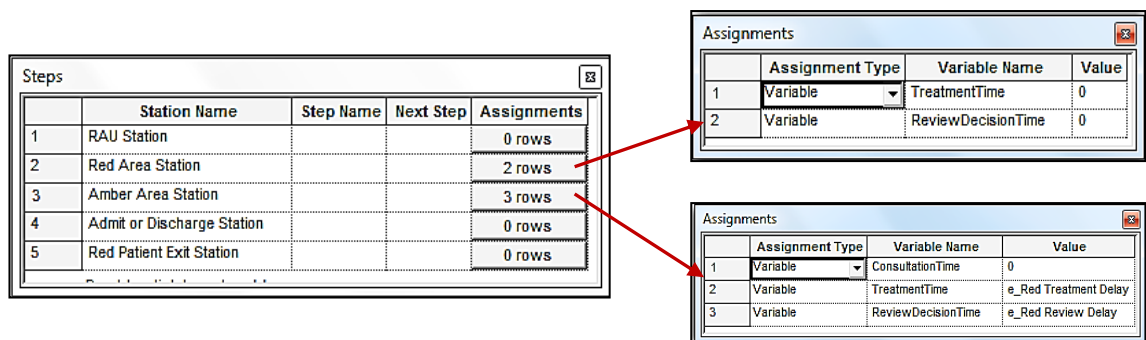 Steps
Station Name Step Name Next Step Assignments
1 RAU Station 0 rows
2 Red Area Station 2 rows
3 Amber Area Station 3 rows
4 Admit or Discharge Station 0 rows
5 Red Patient Exit Station 0 rows
Assignments
Assignment Type Variable Name Value
1 Variable TreatmentTime 0
2 Variable ReviewDecisionTime 0
Assignments
Assignment Type Variable Name Value
1 Variable ConsultationTime 0
2 Variable TreatmentTime e_Red Treatment Delay
3 Variable ReviewDecisionTime e_Red Review Delay